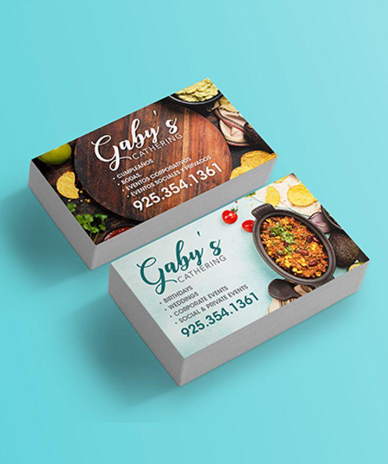 Gaby's
CATHERING
• CUMPLEAÑOS
• BODAS
• EVENTOS CORPORATIVOS
• EVENTOS SOCIALES Y PRIVADOS
925.354.1361
Gaby's
CATHERING
• BIRTHDAYS
• WEDDINGS
• CORPORATE EVENTS
• SOCIAL & PRIVATE EVENTS
925.354.1361